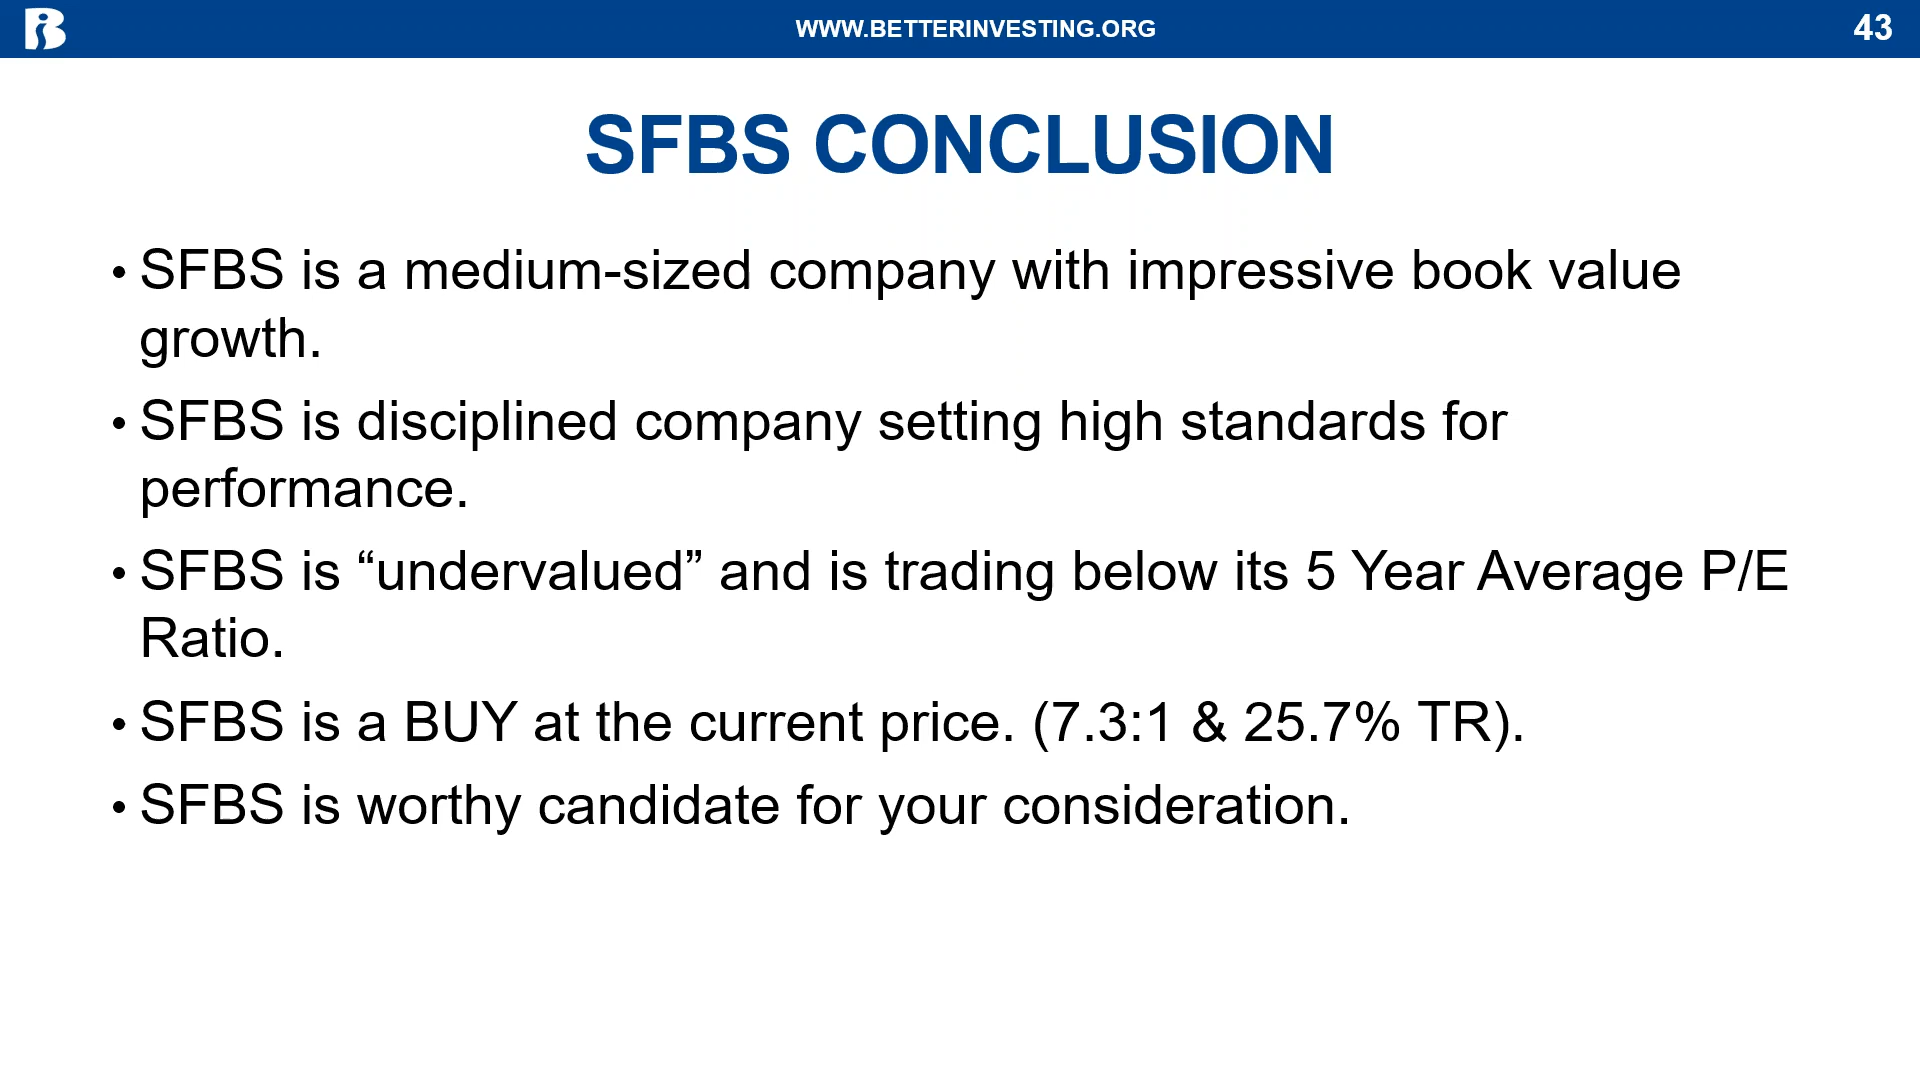 WWW.BETTERINVESTING.ORG
43
SFBS CONCLUSION
• SFBS is a medium-sized company with impressive book value
growth.
• SFBS is disciplined company setting high standards for
performance.
• SFBS is “undervalued” and is trading below its 5 Year Average P/E
Ratio.
• SFBS is a BUY at the current price. (7.3:1 & 25.7% TR).
• SFBS is worthy candidate for your consideration.